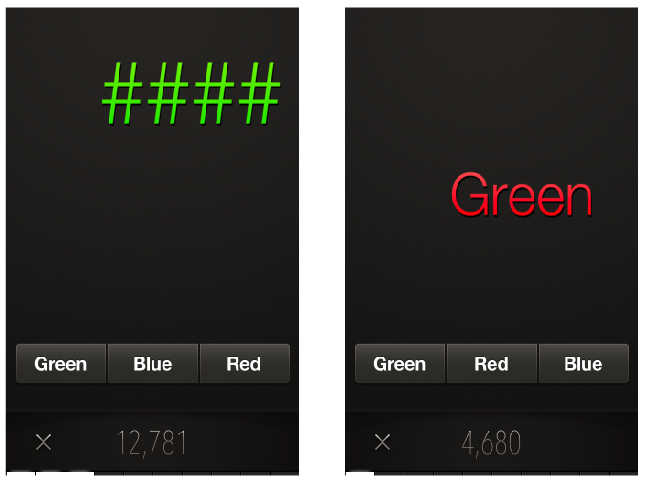 ####
Green Blue Red
× 12,781
Green
Green Red Blue
× 4,680